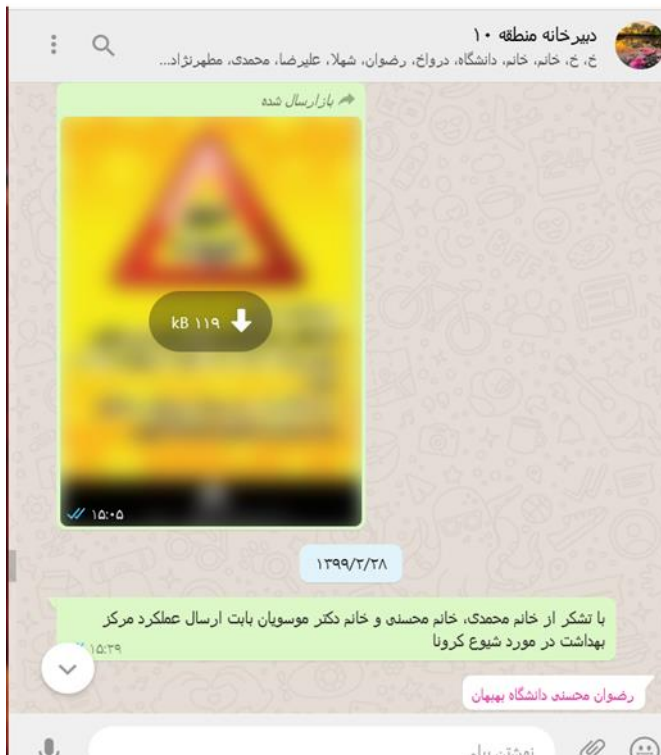 دبیرخانه منطقه ۱۰
خ، خ، خانم، خانم، دانشگاه، درواخ، رضوان، شهلا، علیرضا، محمدی، مطهرنژاد...
بازارسال شده
۱۱۹ kB
۱۵:۰۵
۱۳۹۹/۲/۲۸
با تشکر از خانم محمدی، خانم محسنی و خانم دکتر موسویان بابت ارسال عملکرد مرکز
بهداشت در مورد شیوع کرونا
۱۵:۲۹
رضوان محسنی دانشگاه بهبهان